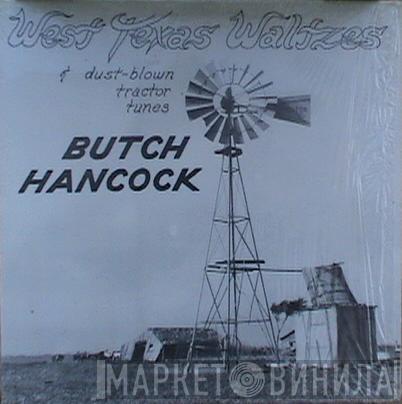 West Texas Waltzes
& dust-blown
tractor
tunes
BUTCH
HANCOCK
МАРКЕТ ВИНИЛА